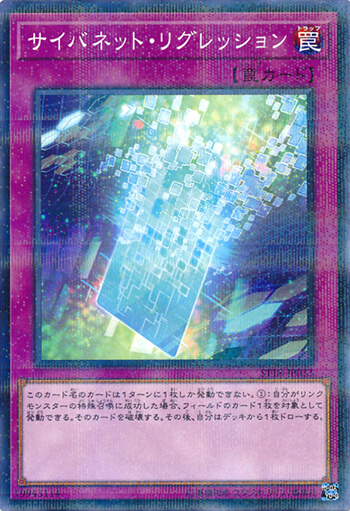 サイバネット・リグレッション
トラップ
罠
【罠カード】
このカード名のカードは１ターンに１枚しか発動できない。①：自分がリンク
モンスターの特殊召喚に成功した場合、フィールドのカード１枚を対象として
発動できる。そのカードを破壊する。その後、自分はデッキから１枚ドローする。